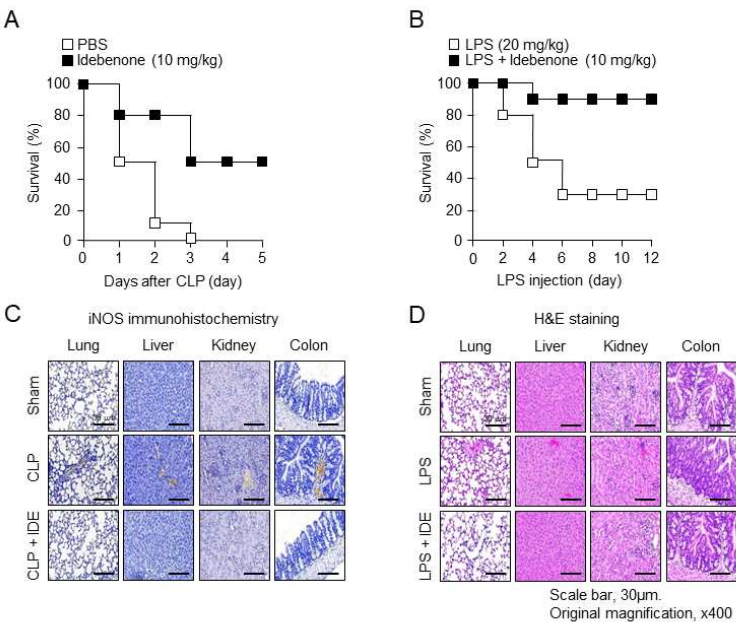 A
PBS
Idebenone (10 mg/kg)
100
80
60
40
20
0
Survival (%)
0 1 2 3 4 5
Days after CLP (day)
B
LPS (20 mg/kg)
LPS + Idebenone (10 mg/kg)
100
80
60
40
20
0
Survival (%)
0 2 4 6 8 10 12
LPS injection (day)
C
iNOS immunohistochemistry
Lung Liver Kidney Colon
Sham
CLP
CLP + IDE
D
H&E staining
Lung Liver Kidney Colon
Sham
LPS
LPS + IDE
Scale bar, 30μm.
Original magnification, x400